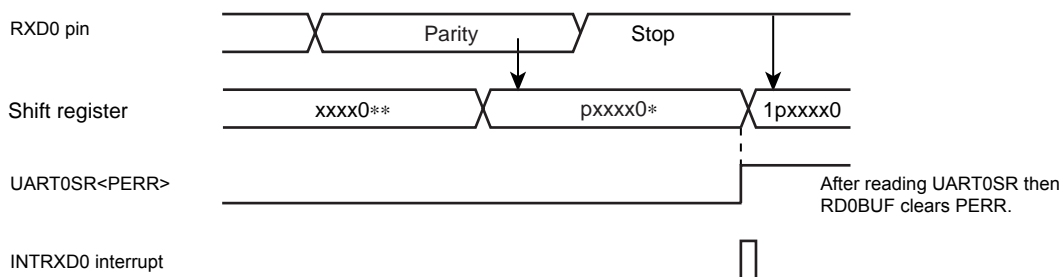 RXD0 pin
Parity
Stop
Shift register
xxxx0**
pxxxx0*
1pxxxx0
UART0SR<PERR>
After reading UART0SR then
RD0BUF clears PERR.
INTRXD0 interrupt